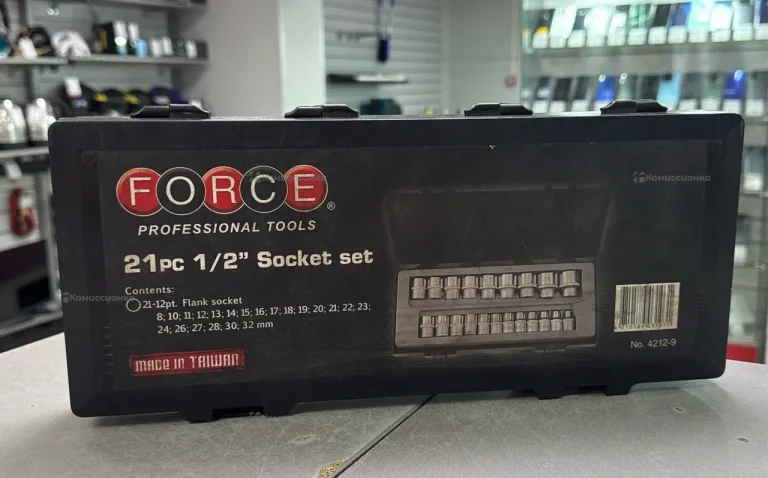 FORCE®
PROFESSIONAL TOOLS
21PC 1/2" Socket set
Contents:
21-12pt. Flank socket
8; 10; 11; 12; 13; 14; 15; 16; 17; 18; 19; 20; 21; 22; 23;
24; 26; 27; 28; 30; 32 mm
MADE IN TAIWAN
No. 4212-9
Комиссионка
Комиссионка